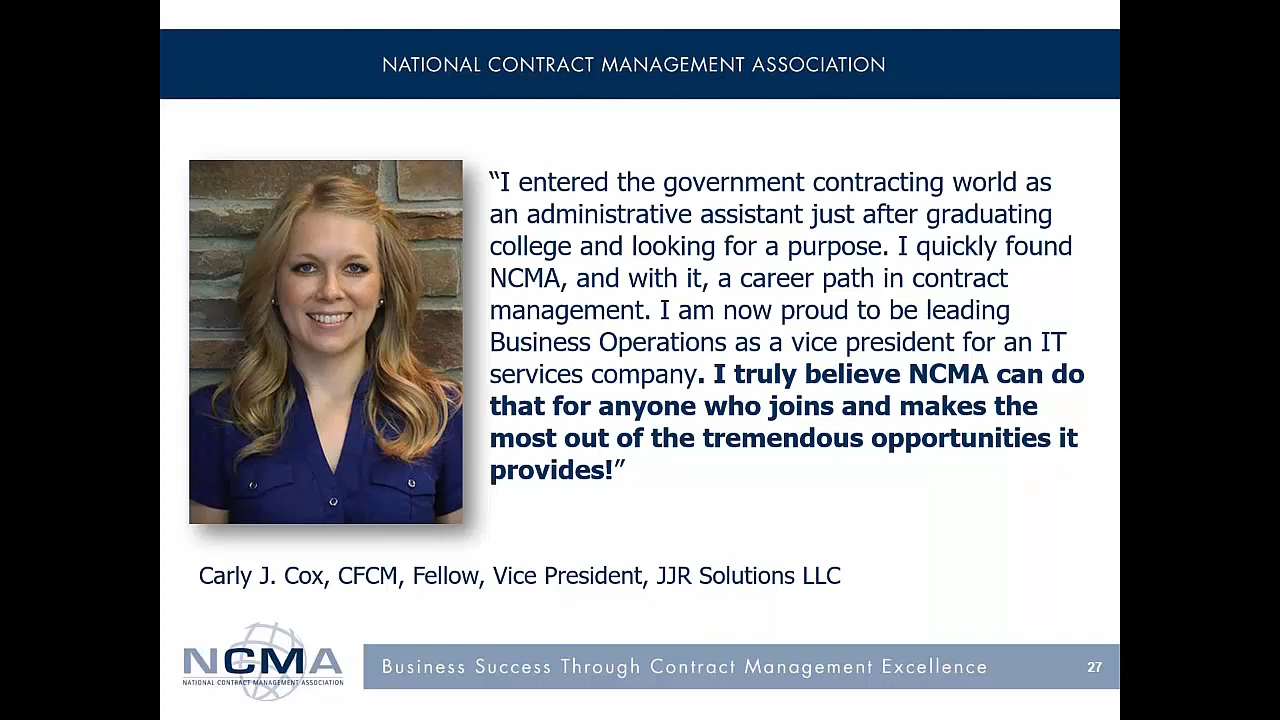 NATIONAL CONTRACT MANAGEMENT ASSOCIATION
“I entered the government contracting world as
an administrative assistant just after graduating
college and looking for a purpose. I quickly found
NCMA, and with it, a career path in contract
management. I am now proud to be leading
Business Operations as a vice president for an IT
services company. I truly believe NCMA can do
that for anyone who joins and makes the
most out of the tremendous opportunities it
provides!”
Carly J. Cox, CFCM, Fellow, Vice President, JJR Solutions LLC
NCMA
NATIONAL CONTRACT MANAGEMENT ASSOCIATION
Business Success Through Contract Management Excellence
27